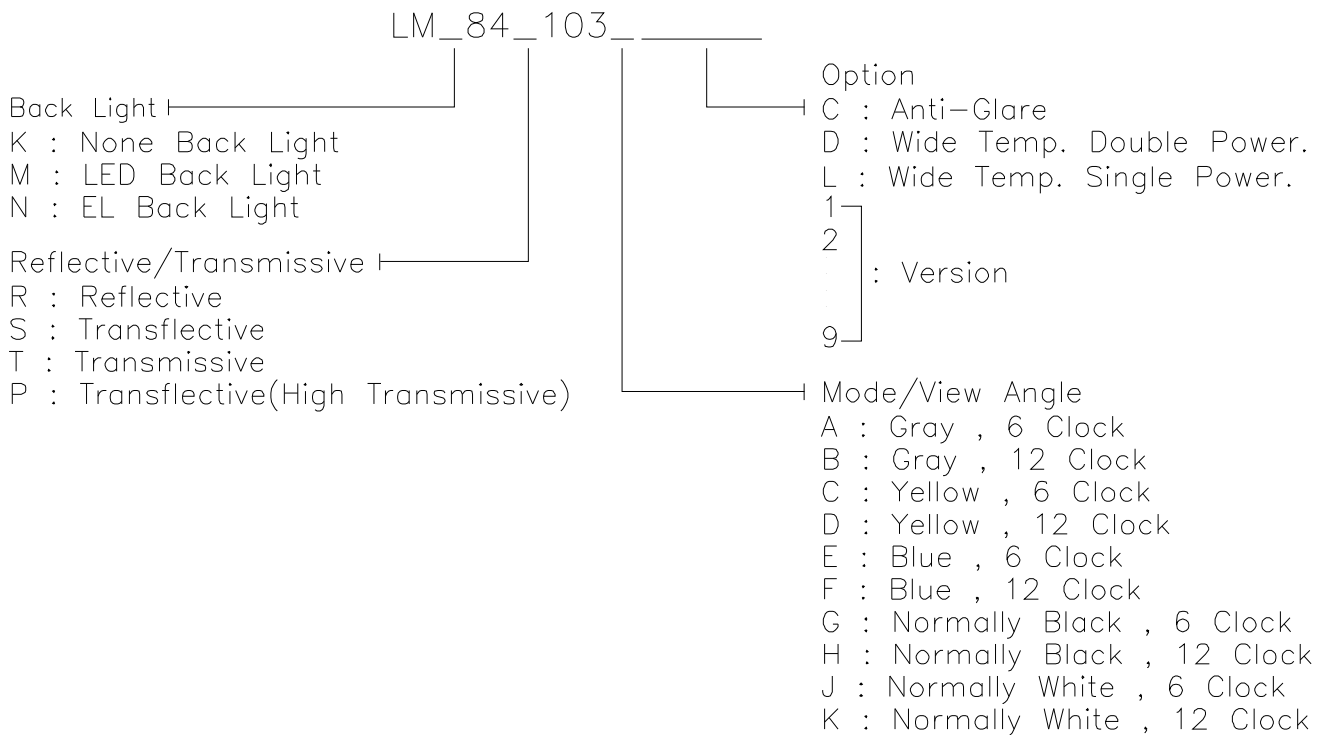 LM_84_103_ ______
Back Light
K : None Back Light
M : LED Back Light
N : EL Back Light
Reflective/Transmissive
R : Reflective
S : Transflective
T : Transmissive
P : Transflective(High Transmissive)
Option
C : Anti-Glare
D : Wide Temp. Double Power.
L : Wide Temp. Single Power.
1
2
: Version
9
Mode/View Angle
A : Gray , 6 Clock
B : Gray , 12 Clock
C : Yellow , 6 Clock
D : Yellow , 12 Clock
E : Blue , 6 Clock
F : Blue , 12 Clock
G : Normally Black , 6 Clock
H : Normally Black , 12 Clock
J : Normally White , 6 Clock
K : Normally White , 12 Clock